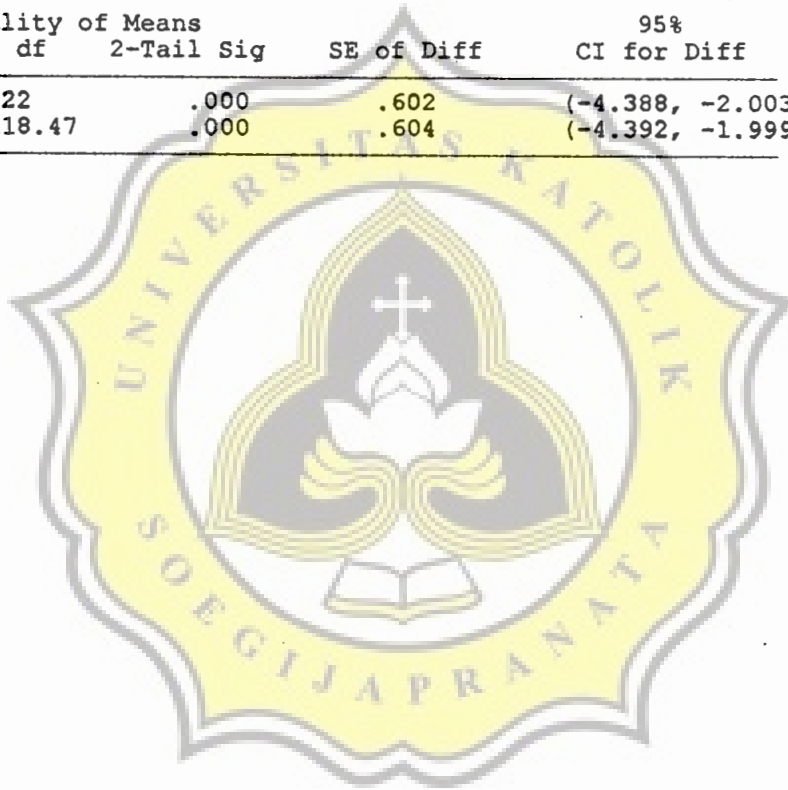 lity of Means 95%
df 2-Tail Sig SE of Diff CI for Diff
22 .000 .602 (-4.388, -2.003
18.47 .000 .604 (-4.392, -1.999
UNIVERSITAS KATOLIK
SOEGIJAPRANATA